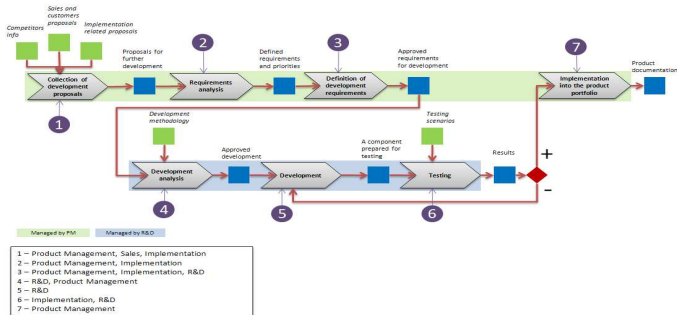 Competitors
info
Sales and
customers
proposals
Implementation
related proposals
2
3
7
Proposals for
further
development
Defined
requirements
and priorities
Approved
requirements
for development
Product
documentation
Collection of
development
proposals
Requirements
analysis
Definition of
development
requirements
Implementation
into the product
portfolio
1
Development
methodology
Testing
scenarios
Approved
development
A component
prepared for
testing
Results
+
Development
analysis
Development
Testing
–
4
5
6
Managed by PM
Managed by R&D
1 – Product Management, Sales, Implementation
2 – Product Management, Implementation
3 – Product Management, Implementation, R&D
4 – R&D, Product Management
5 – R&D
6 – Implementation, R&D
7 – Product Management